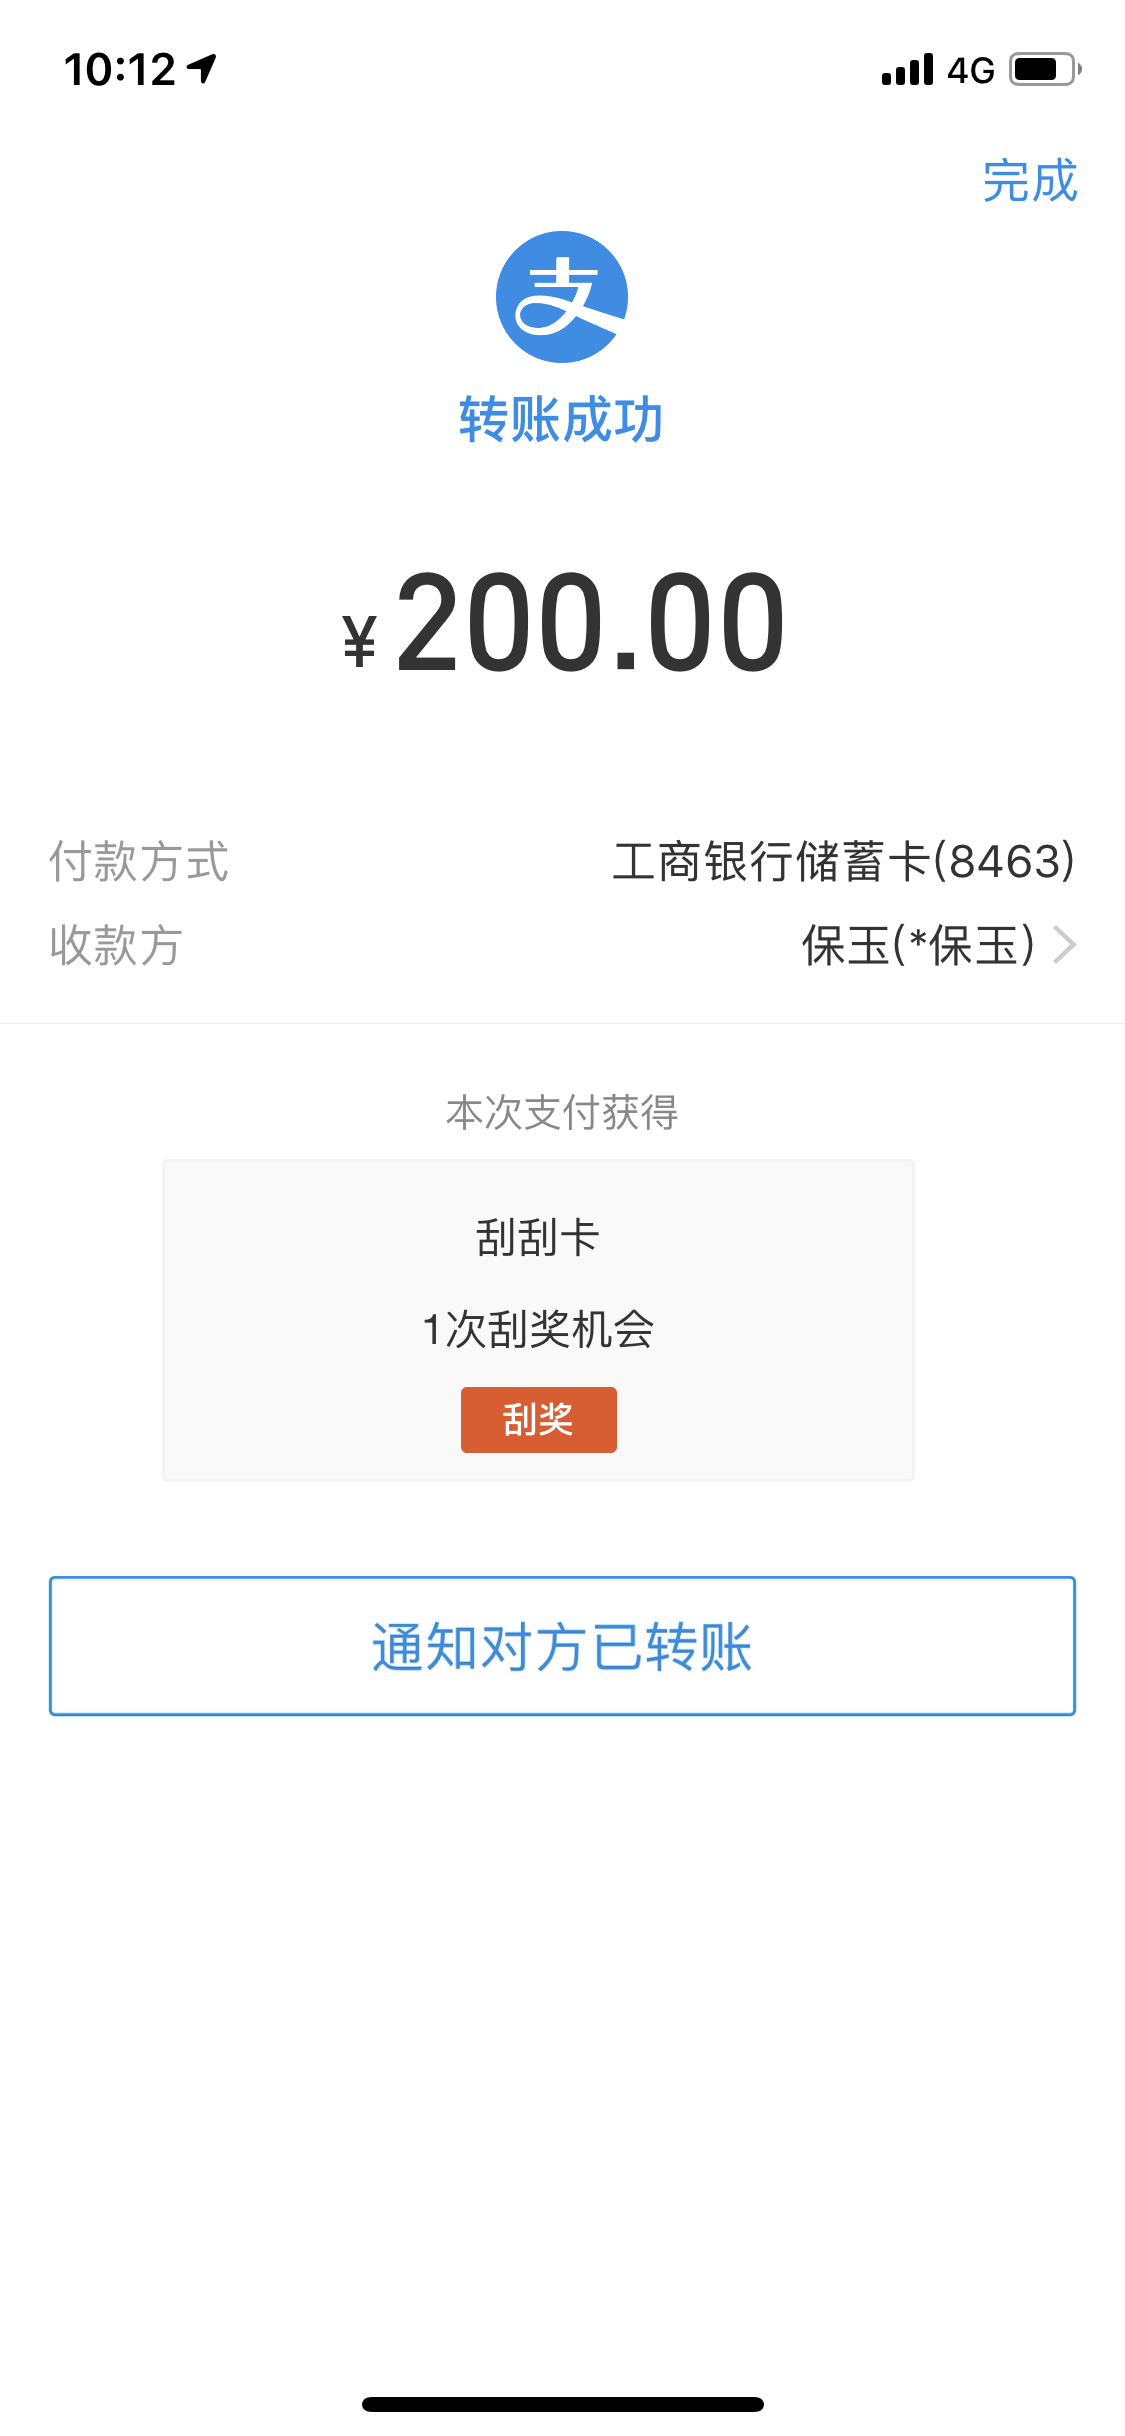 10:12
4G
完成
支
转账成功
¥200.00
付款方式 工商银行储蓄卡(8463)
收款方 保玉(*保玉)
本次支付获得
刮刮卡
1次刮奖机会
刮奖
通知对方已转账